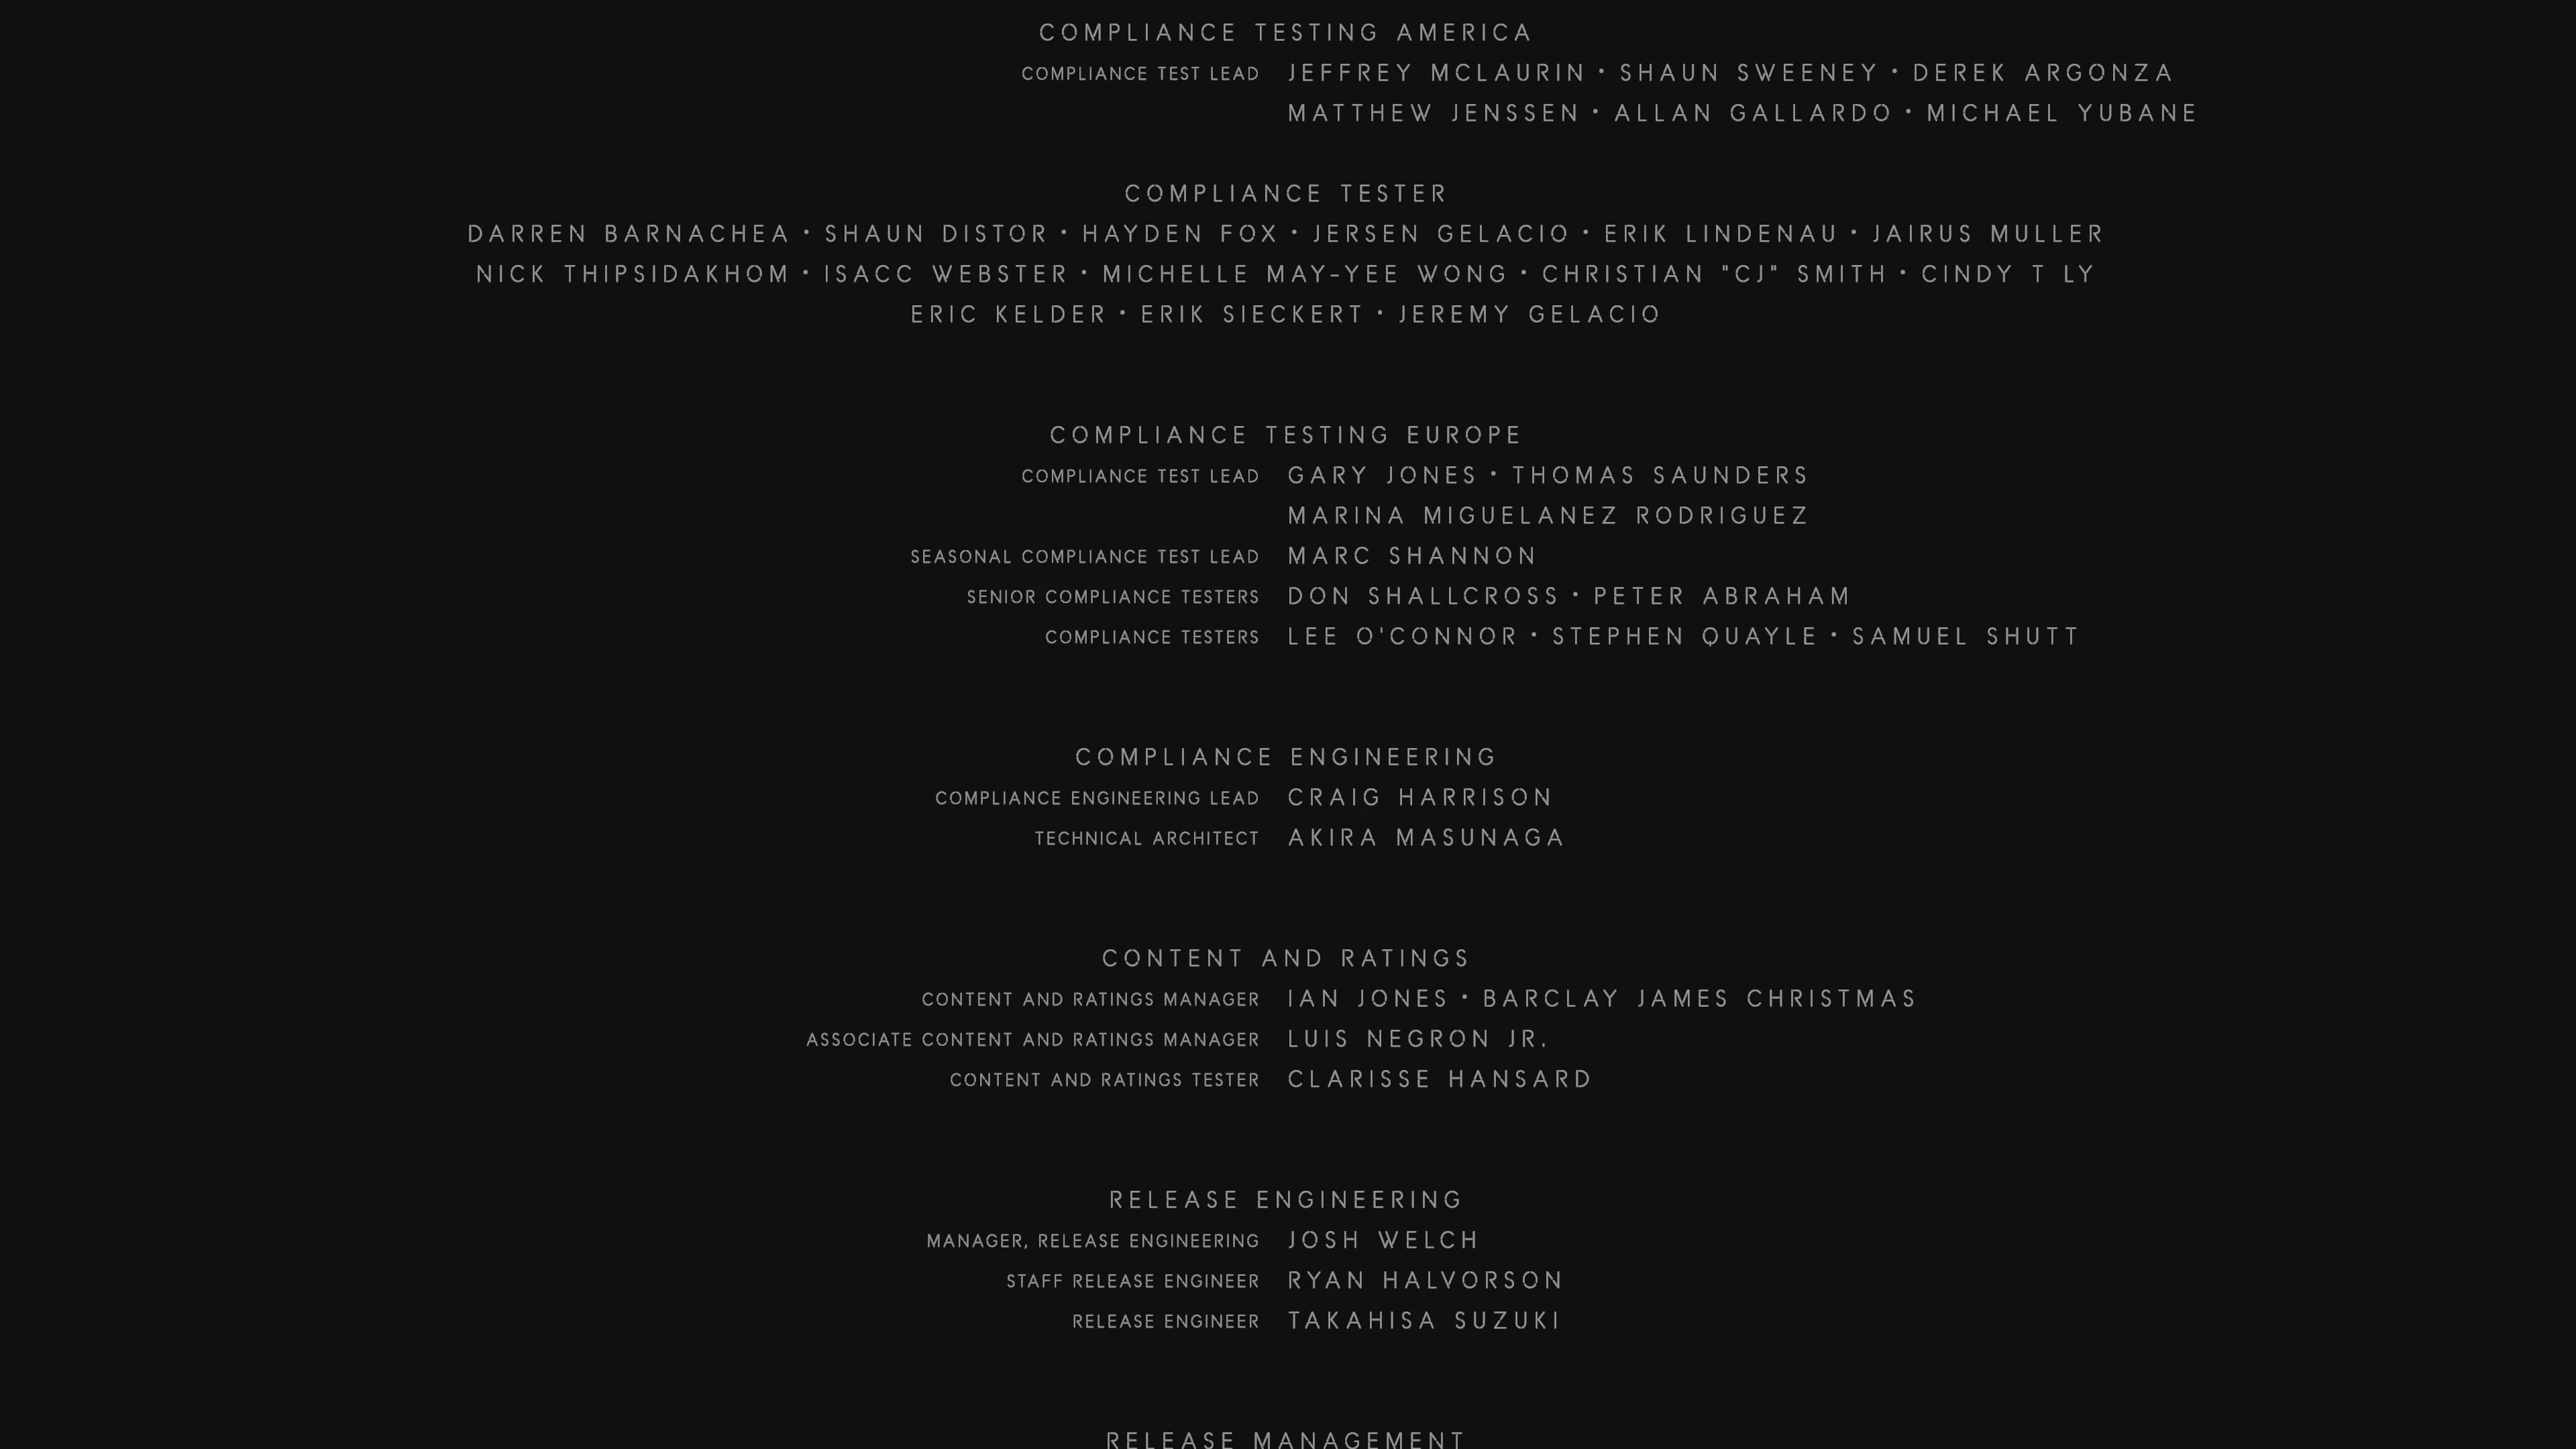 COMPLIANCE TESTING AMERICA
COMPLIANCE TEST LEAD JEFFREY MCLAURIN • SHAUN SWEENEY • DEREK ARGONZA
MATTHEW JENSSEN • ALLAN GALLARDO • MICHAEL YUBANE
COMPLIANCE TESTER
DARREN BARNACHEA • SHAUN DISTOR • HAYDEN FOX • JERSEN GELACIO • ERIK LINDENAU • JAIRUS MULLER
NICK THIPSIDAKHOM • ISACC WEBSTER • MICHELLE MAY-YEE WONG • CHRISTIAN "CJ" SMITH • CINDY T LY
ERIC KELDER • ERIK SIECKERT • JEREMY GELACIO
COMPLIANCE TESTING EUROPE
COMPLIANCE TEST LEAD GARY JONES • THOMAS SAUNDERS
MARINA MIGUELANEZ RODRIGUEZ
SEASONAL COMPLIANCE TEST LEAD MARC SHANNON
SENIOR COMPLIANCE TESTERS DON SHALLCROSS • PETER ABRAHAM
COMPLIANCE TESTERS LEE O'CONNOR • STEPHEN QUAYLE • SAMUEL SHUTT
COMPLIANCE ENGINEERING
COMPLIANCE ENGINEERING LEAD CRAIG HARRISON
TECHNICAL ARCHITECT AKIRA MASUNAGA
CONTENT AND RATINGS
CONTENT AND RATINGS MANAGER IAN JONES • BARCLAY JAMES CHRISTMAS
ASSOCIATE CONTENT AND RATINGS MANAGER LUIS NEGRON JR.
CONTENT AND RATINGS TESTER CLARISSE HANSARD
RELEASE ENGINEERING
MANAGER, RELEASE ENGINEERING JOSH WELCH
STAFF RELEASE ENGINEER RYAN HALVORSON
RELEASE ENGINEER TAKAHISA SUZUKI
RELEASE MANAGEMENT